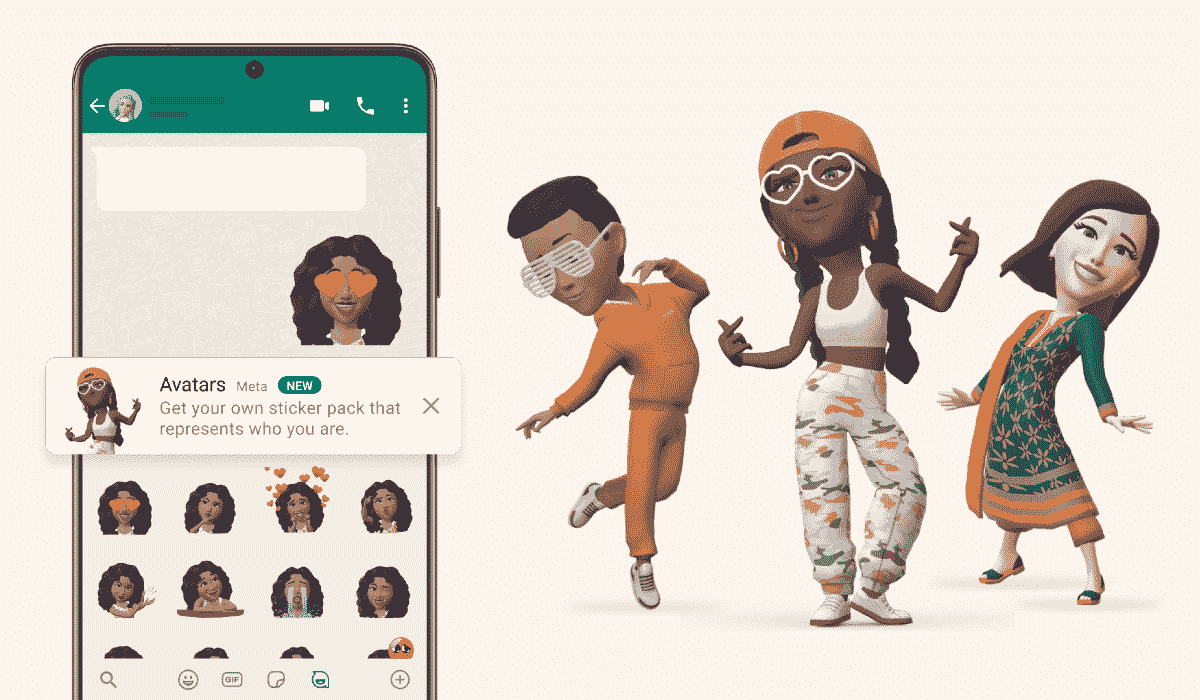 Avatars Meta NEW
Get your own sticker pack that
represents who you are.
GIF